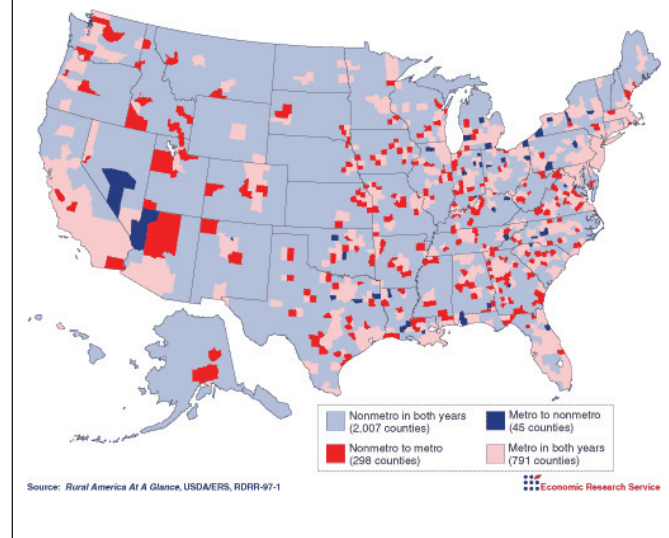 Nonmetro in both years
(2,007 counties)
Metro to nonmetro
(45 counties)
Nonmetro to metro
(298 counties)
Metro in both years
(791 counties)
Source: Rural America At A Glance, USDA/ERS, RDRR-97-1
Economic Research Service